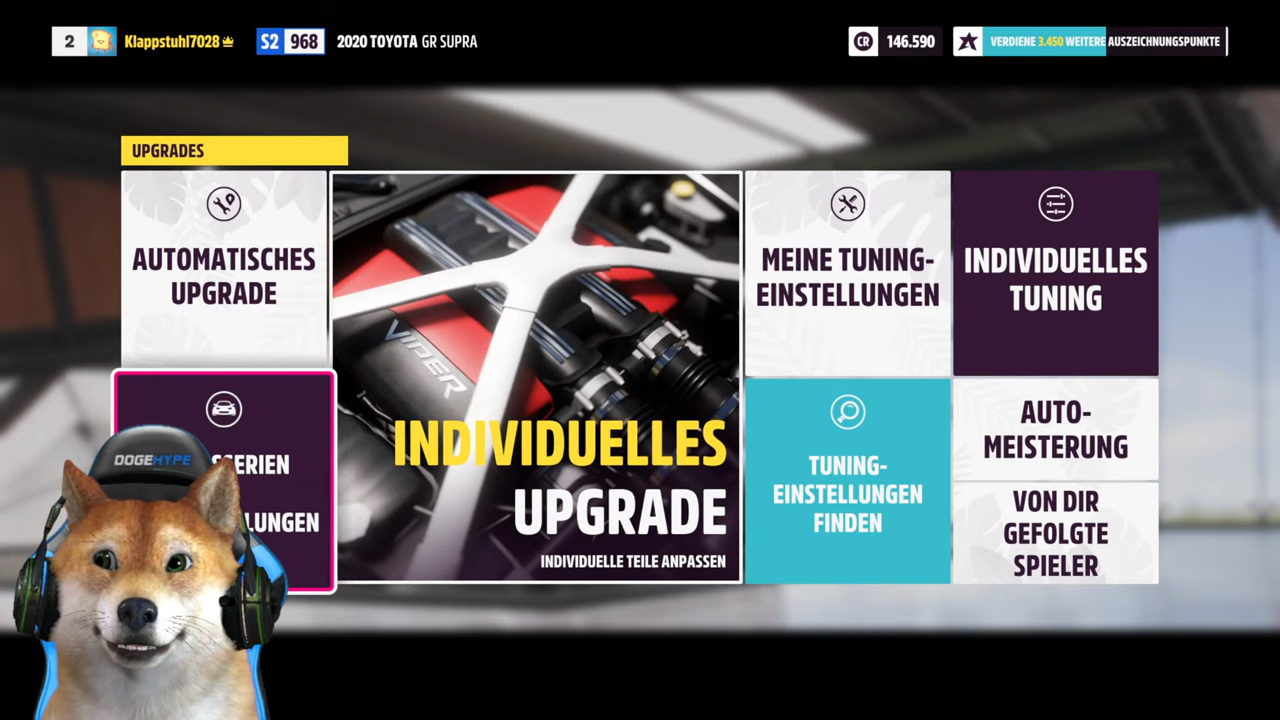 2 Klappstuhl7028 S2 968 2020 TOYOTA GR SUPRA CR 146.590 VERDIENE 3.450 WEITERE AUSZEICHNUNGSPUNKTE
UPGRADES
AUTOMATISCHES
UPGRADE
VIPER
INDIVIDUELLES
UPGRADE
INDIVIDUELLE TEILE ANPASSEN
MEINE TUNING-
EINSTELLUNGEN
INDIVIDUELLES
TUNING
TUNING-
EINSTELLUNGEN
FINDEN
AUTO-
MEISTERUNG
VON DIR
GEFOLGTE
SPIELER
DOGEHYPE